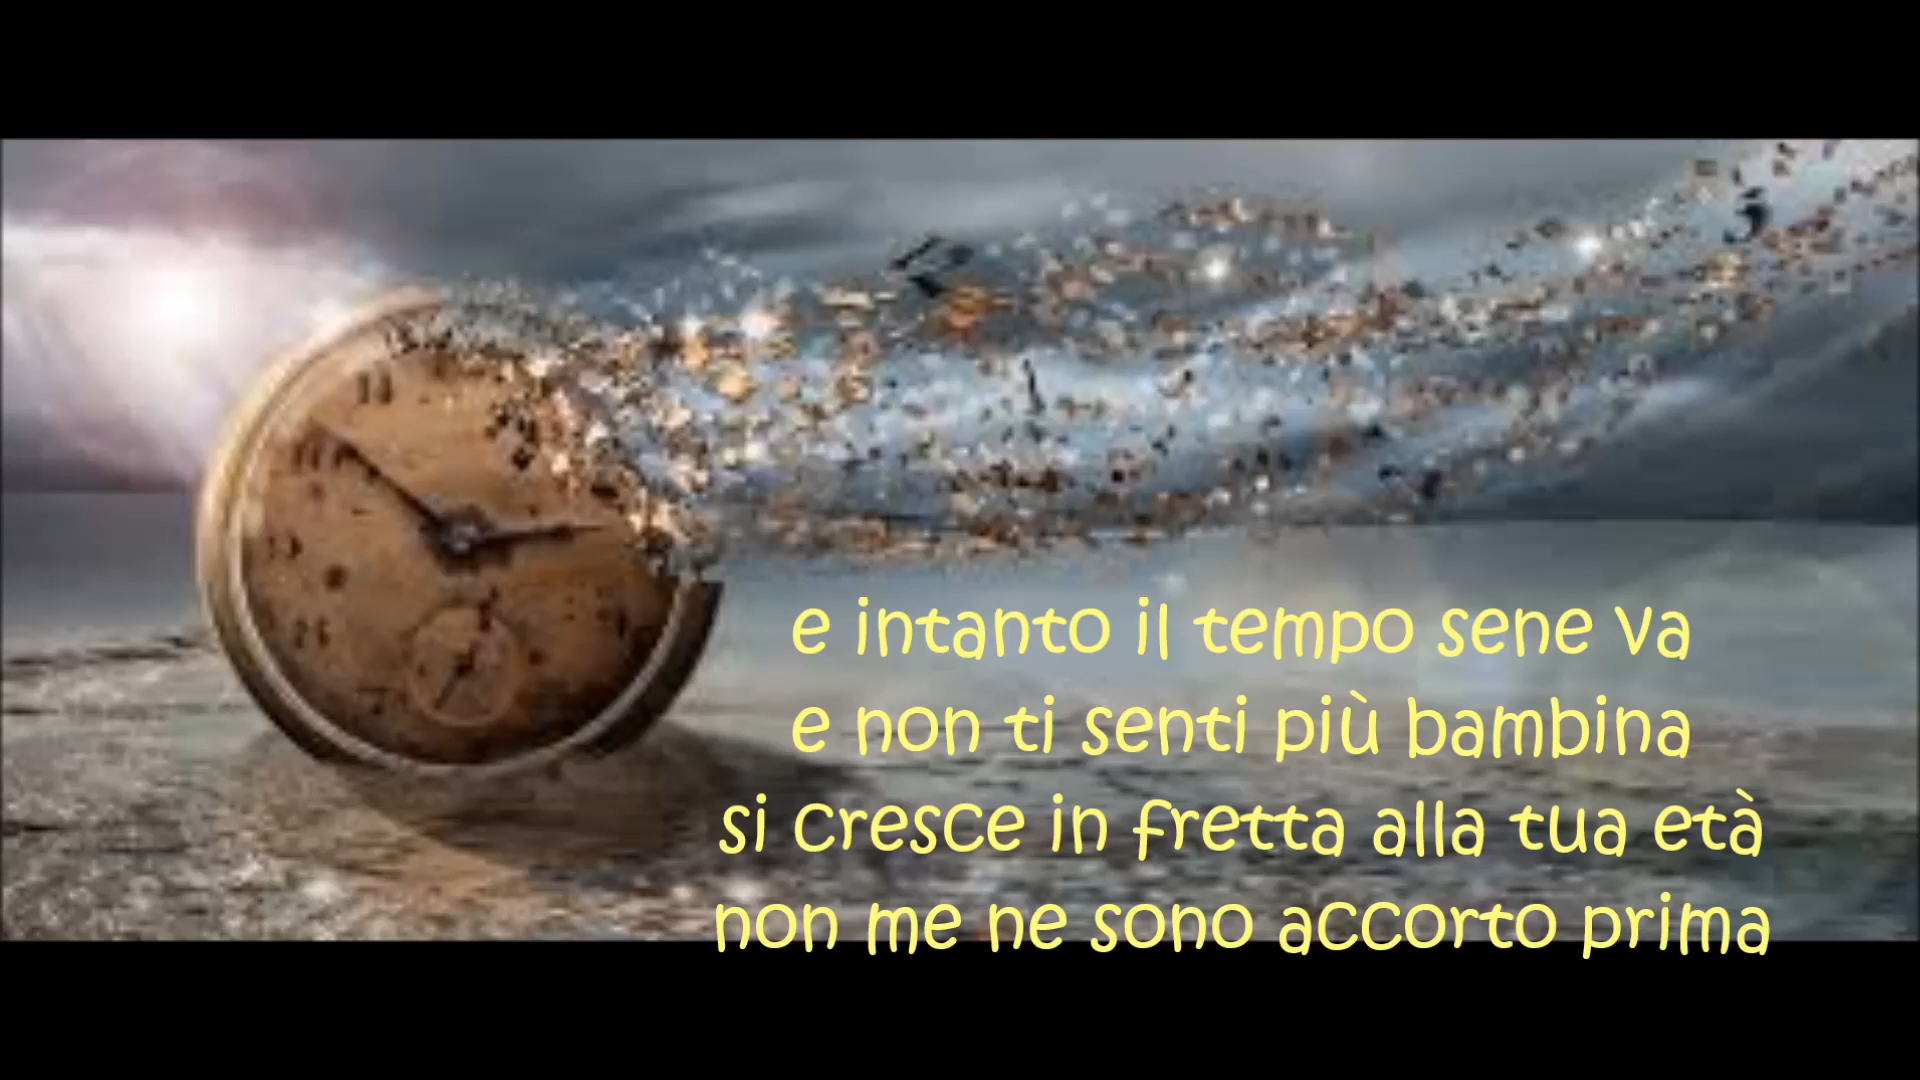 e intanto il tempo sene va
e non ti senti più bambina
si cresce in fretta alla tua età
non me ne sono accorto prima